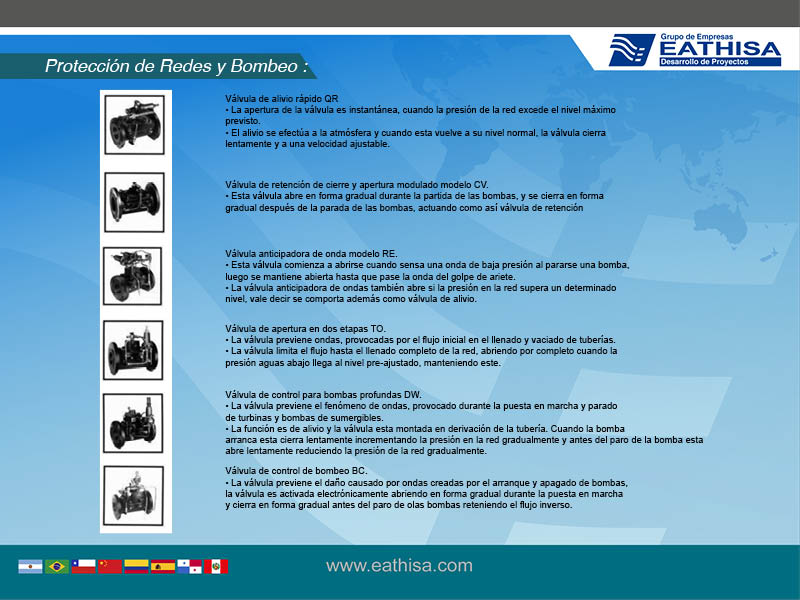 Grupo de Empresas
EATHISA
Desarrollo de Proyectos
Protección de Redes y Bombeo :
Válvula de alivio rápido QR
• La apertura de la válvula es instantánea, cuando la presión de la red excede el nivel máximo
previsto.
• El alivio se efectúa a la atmósfera y cuando esta vuelve a su nivel normal, la válvula cierra
lentamente y a una velocidad ajustable.
Válvula de retención de cierre y apertura modulado modelo CV.
• Esta válvula abre en forma gradual durante la partida de las bombas, y se cierra en forma
gradual después de la parada de las bombas, actuando como así válvula de retención
Válvula anticipadora de onda modelo RE.
• Esta válvula comienza a abrirse cuando sensa una onda de baja presión al pararse una bomba,
luego se mantiene abierta hasta que pase la onda del golpe de ariete.
• La válvula anticipadora de ondas también abre si la presión en la red supera un determinado
nivel, vale decir se comporta además como válvula de alivio.
Válvula de apertura en dos etapas TO.
• La válvula previene ondas, provocadas por el flujo inicial en el llenado y vaciado de tuberías.
• La válvula limita el flujo hasta el llenado completo de la red, abriendo por completo cuando la
presión aguas abajo llega al nivel pre-ajustado, manteniendo este.
Válvula de control para bombas profundas DW.
• La válvula previene el fenómeno de ondas, provocado durante la puesta en marcha y parado
de turbinas y bombas de sumergibles.
• La función es de alivio y la válvula esta montada en derivación de la tubería. Cuando la bomba
arranca esta cierra lentamente incrementando la presión en la red gradualmente y antes del paro de la bomba esta
abre lentamente reduciendo la presión de la red gradualmente.
Válvula de control de bombeo BC.
• La válvula previene el daño causado por ondas creadas por el arranque y apagado de bombas,
la válvula es activada electrónicamente abriendo en forma gradual durante la puesta en marcha
y cierra en forma gradual antes del paro de olas bombas reteniendo el flujo inverso.
www.eathisa.com